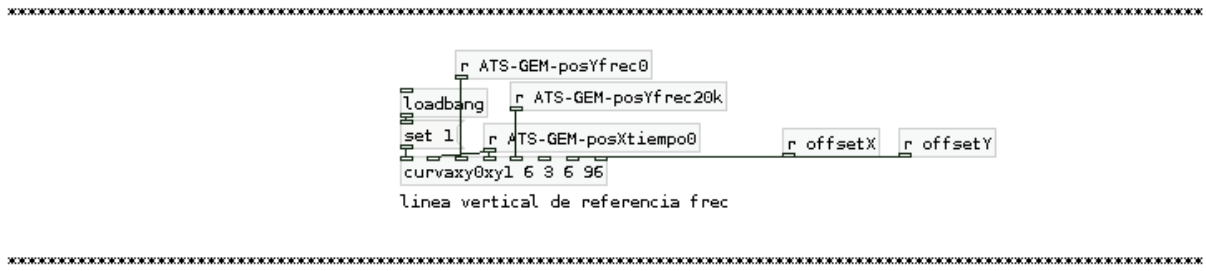 r ATS-GEM-posYfrec0
loadbang
r ATS-GEM-posYfrec20k
set 1
r ATS-GEM-posXtiempo0
r offsetX
r offsetY
curvaxy0xy1 6 3 6 96
linea vertical de referencia frec